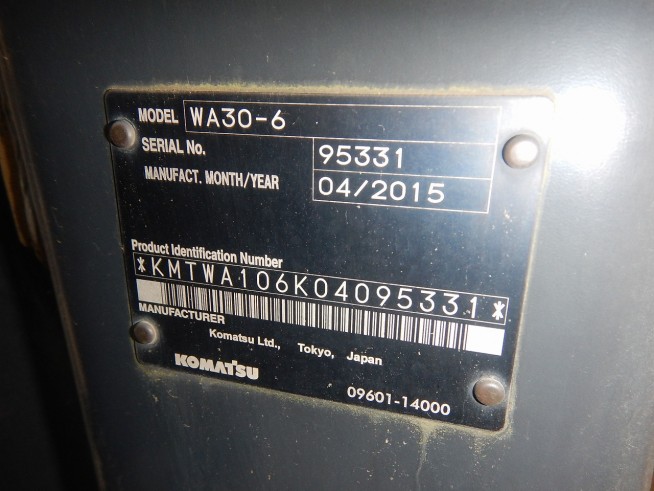 MODEL WA30-6
SERIAL No. 95331
MANUFACT. MONTH/YEAR 04/2015
Product Identification Number
*KMTWA106K04095331*
MANUFACTURER
Komatsu Ltd., Tokyo, Japan
KOMATSU
09601-14000